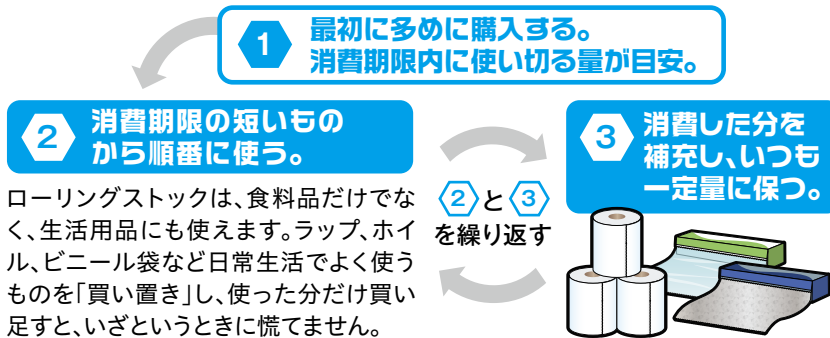 1
最初に多めに購入する。
消費期限内に使い切る量が目安。
2
消費期限の短いもの
から順番に使う。
ローリングストックは、食料品だけでな
く、生活用品にも使えます。ラップ、ホイ
ル、ビニール袋など日常生活でよく使う
ものを「買い置き」し、使った分だけ買い
足すと、いざというときに慌てません。
2と3
を繰り返す
3
消費した分を
補充し、いつも
一定量に保つ。